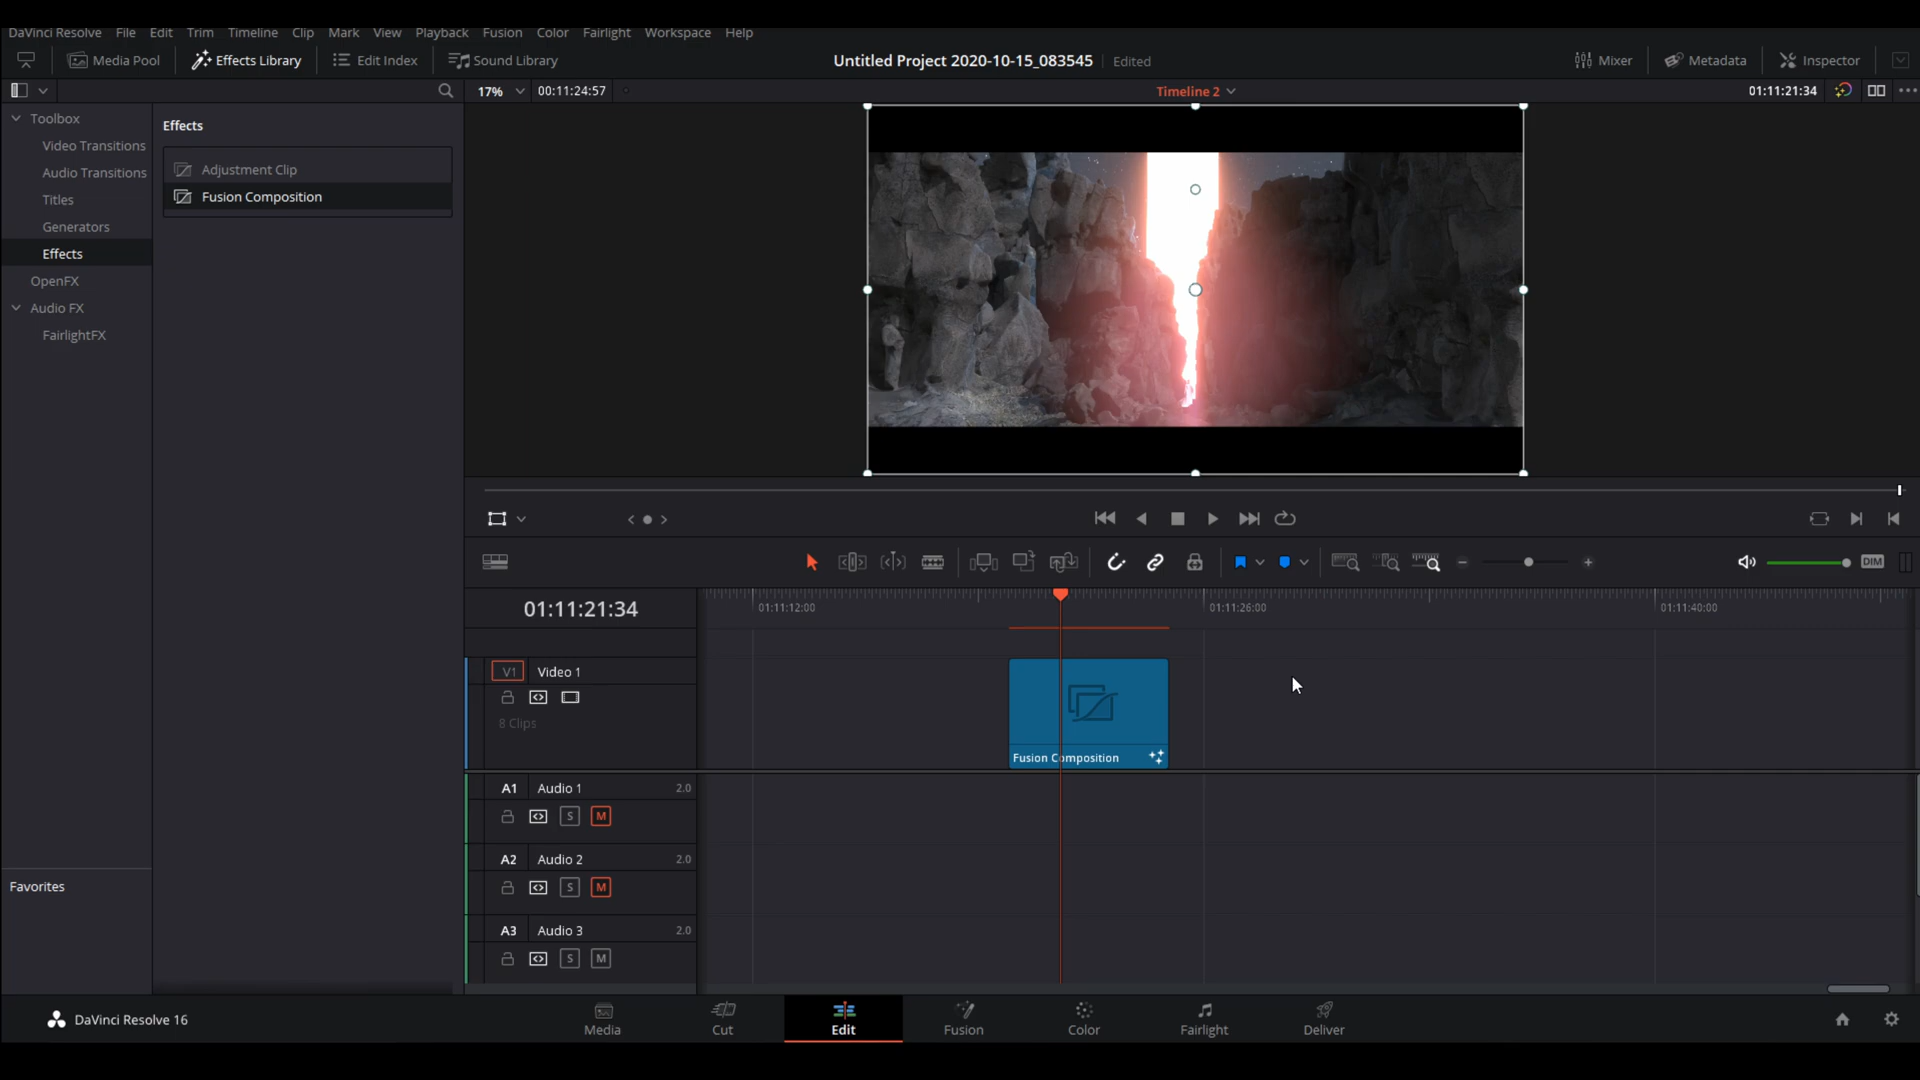 DaVinci Resolve File Edit Trim Timeline Clip Mark View Playback Fusion Color Fairlight Workspace Help
Media Pool Effects Library Edit Index Sound Library Untitled Project 2020-10-15_083545 Edited Mixer Metadata Inspector
17% 00:11:24:57 Timeline 2 01:11:21:34
Toolbox
Video Transitions
Audio Transitions
Titles
Generators
Effects
OpenFX
Audio FX
FairlightFX
Favorites
Effects
Adjustment Clip
Fusion Composition
DIM
01:11:21:34
01:11:12:00 01:11:26:00 01:11:40:00
V1 Video 1
8 Clips
Fusion Composition
A1 Audio 1 2.0
S M
A2 Audio 2 2.0
S M
A3 Audio 3 2.0
S M
DaVinci Resolve 16
Media Cut Edit Fusion Color Fairlight Deliver